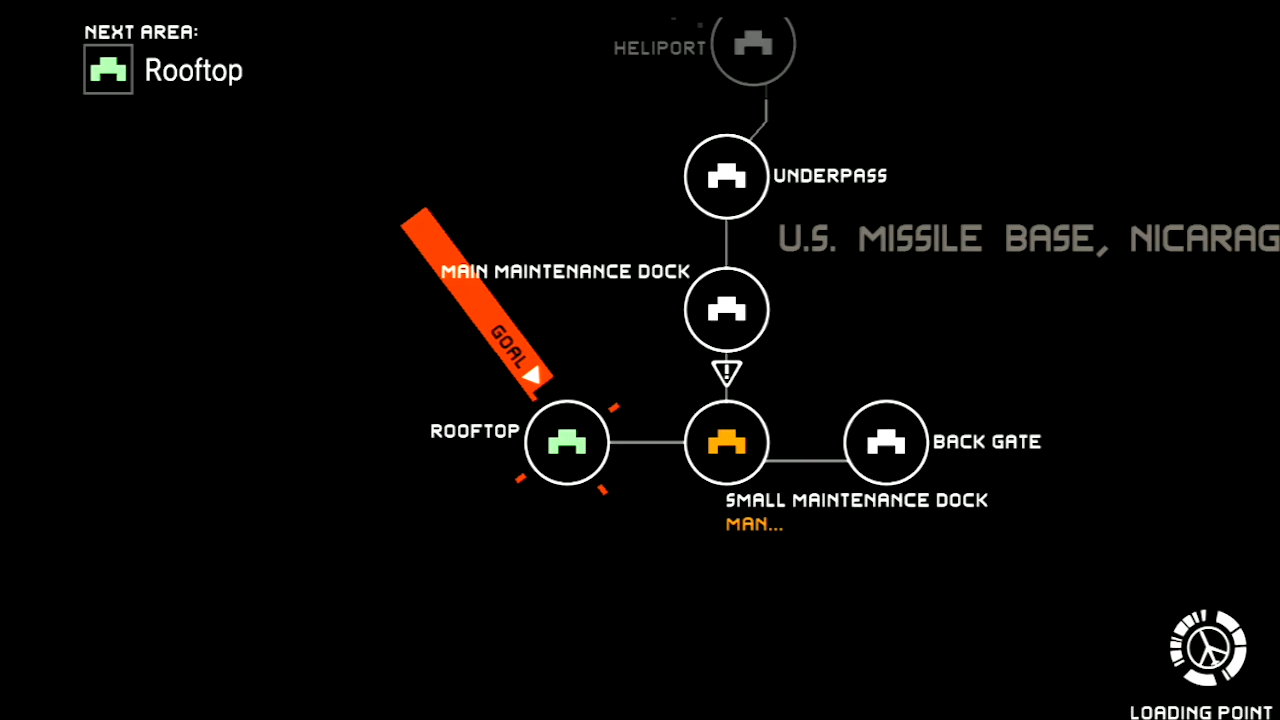 NEXT AREA:
Rooftop
HELIPORT
UNDERPASS
U.S. MISSILE BASE, NICARAG
MAIN MAINTENANCE DOCK
GOAL
ROOFTOP
BACK GATE
SMALL MAINTENANCE DOCK
MAN...
LOADING POINT